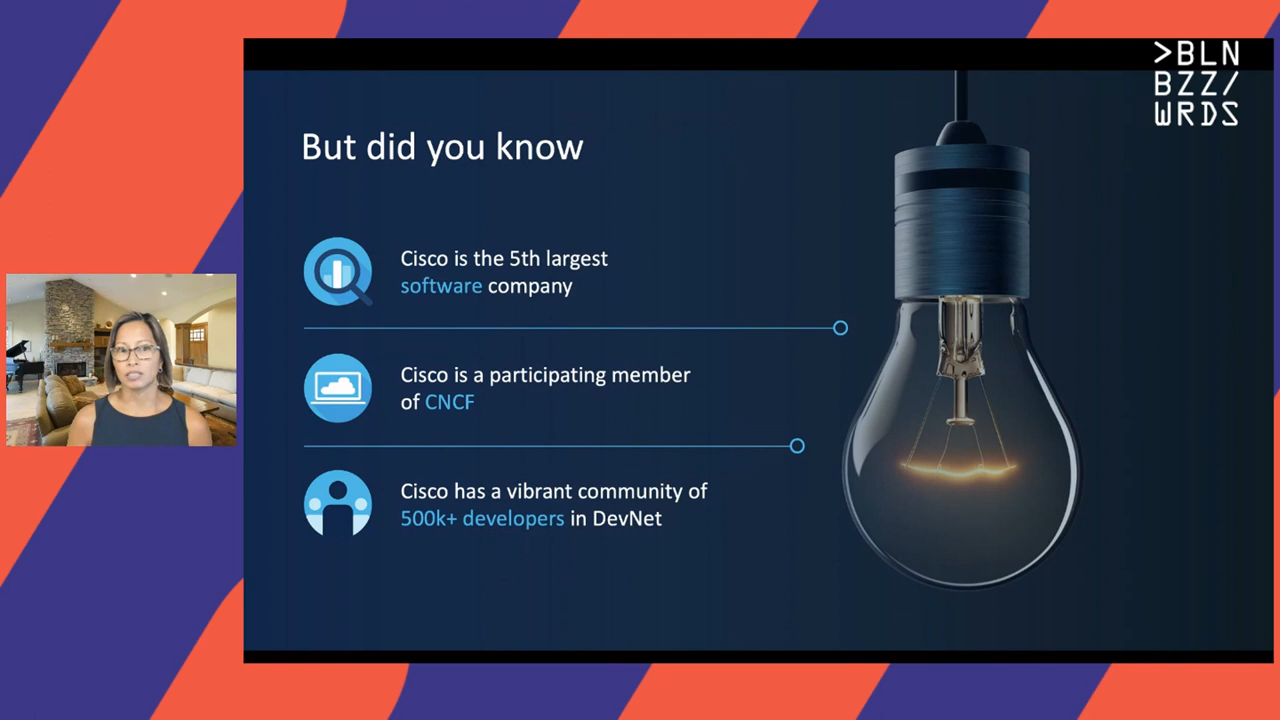 >BLN
BZZ/
WRDS
But did you know
Cisco is the 5th largest
software company
Cisco is a participating member
of CNCF
Cisco has a vibrant community of
500k+ developers in DevNet